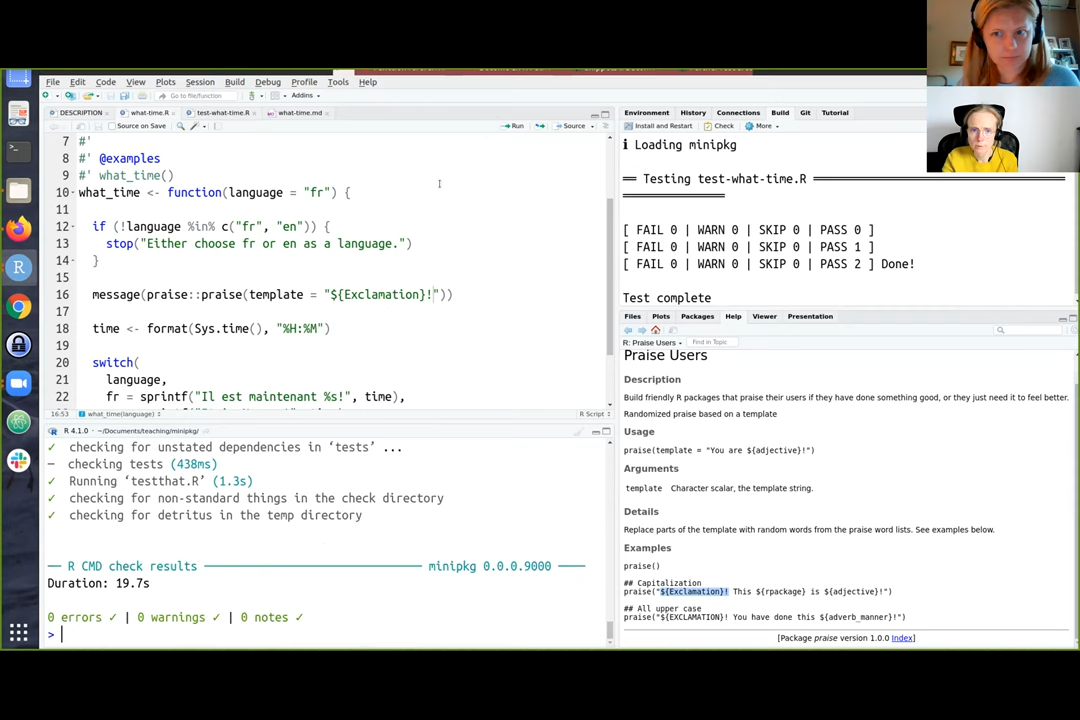 File Edit Code View Plots Session Build Debug Profile Tools Help
Go to file/function Addins
DESCRIPTION what-time.R test-what-time.R what-time.md
Source on Save Run Source
7 #'
8 #' @examples
9 #' what_time()
10 what_time <- function(language = "fr") {
11
12 if (!language %in% c("fr", "en")) {
13 stop("Either choose fr or en as a language.")
14 }
15
16 message(praise::praise(template = "${Exclamation}!"))
17
18 time <- format(Sys.time(), "%H:%M")
19
20 switch(
21 language,
22 fr = sprintf("Il est maintenant %s!", time),
16:53 what_time(language) R Script
R 4.1.0 · ~/Documents/teaching/minipkg/
✓ checking for unstated dependencies in ‘tests’ ...
─ checking tests (438ms)
✓ Running ‘testthat.R’ (1.3s)
✓ checking for non-standard things in the check directory
✓ checking for detritus in the temp directory
── R CMD check results ── minipkg 0.0.0.9000 ──
Duration: 19.7s
0 errors ✓ | 0 warnings ✓ | 0 notes ✓
>
Environment History Connections Build Git Tutorial
Install and Restart Check More
ℹ Loading minipkg
══ Testing test-what-time.R ══
[ FAIL 0 | WARN 0 | SKIP 0 | PASS 0 ]
[ FAIL 0 | WARN 0 | SKIP 0 | PASS 1 ]
[ FAIL 0 | WARN 0 | SKIP 0 | PASS 2 ] Done!
Test complete
Files Plots Packages Help Viewer Presentation
R: Praise Users Find in Topic
Praise Users
Description
Build friendly R packages that praise their users if they have done something good, or they just need it to feel better.
Randomized praise based on a template
Usage
praise(template = "You are ${adjective}!")
Arguments
template Character scalar, the template string.
Details
Replace parts of the template with random words from the praise word lists. See examples below.
Examples
praise()
## Capitalization
praise("${Exclamation}! This ${rpackage} is ${adjective}!")
## All upper case
praise("${EXCLAMATION}! You have done this ${adverb_manner}!")
[Package praise version 1.0.0 Index]